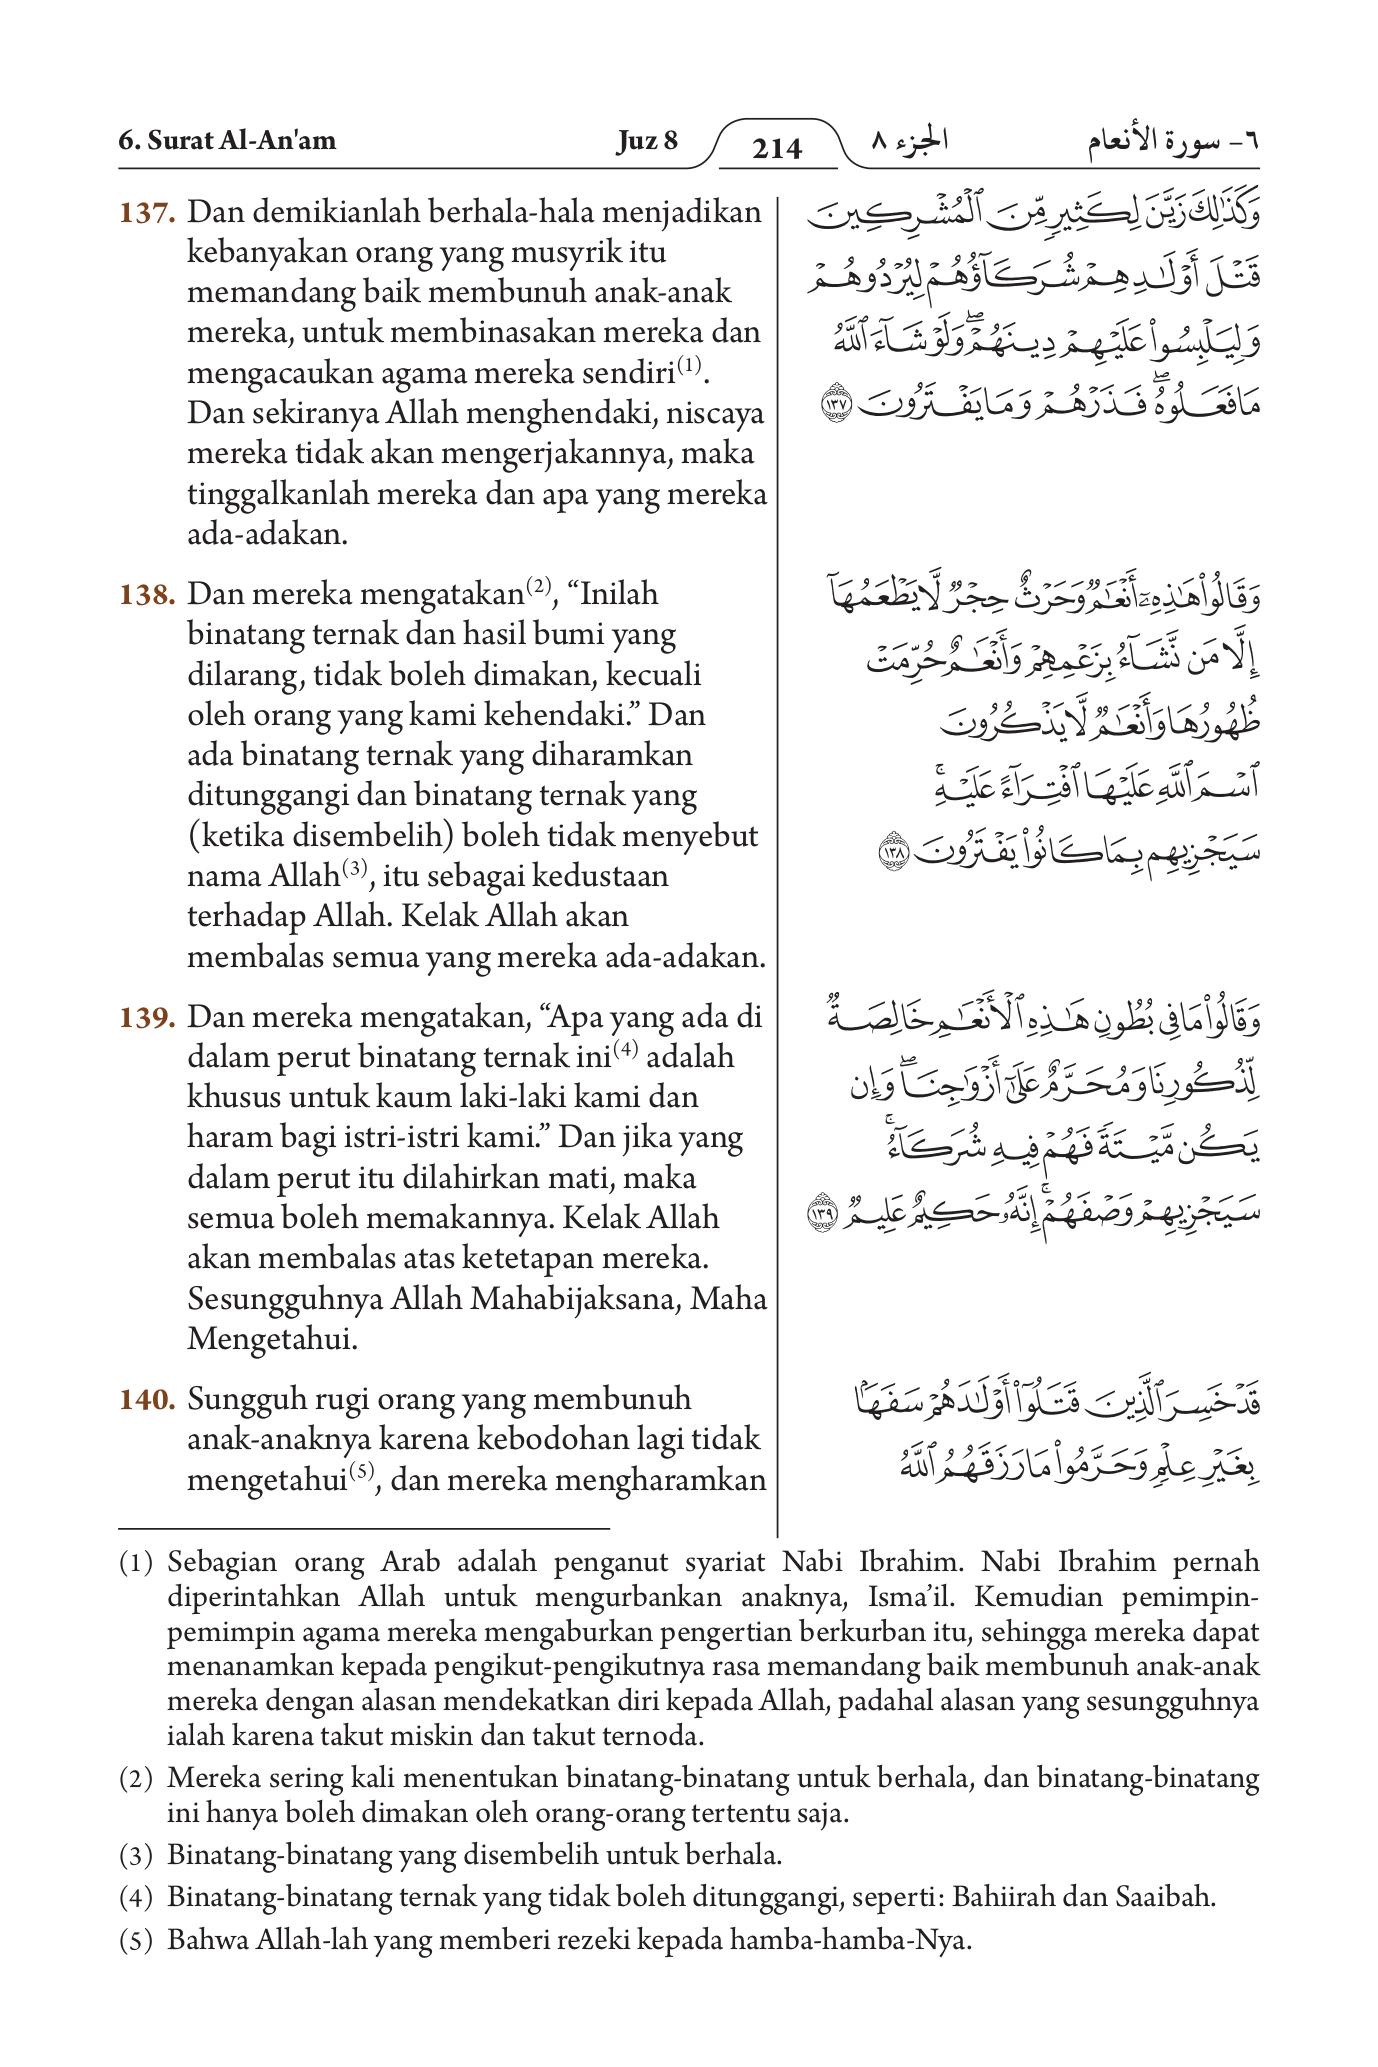 6. Surat Al-An'am
Juz 8
214
الجزء ٨
٦- سورة الأنعام
137. Dan demikianlah berhala-hala menjadikan
kebanyakan orang yang musyrik itu
memandang baik membunuh anak-anak
mereka, untuk membinasakan mereka dan
mengacaukan agama mereka sendiri(1).
Dan sekiranya Allah menghendaki, niscaya
mereka tidak akan mengerjakannya, maka
tinggalkanlah mereka dan apa yang mereka
ada-adakan.
وَكَذَٰلِكَ زَيَّنَ لِكَثِيرٍ مِّنَ ٱلْمُشْرِكِينَ
قَتْلَ أَوْلَٰدِهِمْ شُرَكَآؤُهُمْ لِيُرْدُوهُمْ
وَلِيَلْبِسُوا۟ عَلَيْهِمْ دِينَهُمْ ۖ وَلَوْ شَآءَ ٱللَّهُ
مَا فَعَلُوهُ ۖ فَذَرْهُمْ وَمَا يَفْتَرُونَ ١٣٧
138. Dan mereka mengatakan(2), “Inilah
binatang ternak dan hasil bumi yang
dilarang, tidak boleh dimakan, kecuali
oleh orang yang kami kehendaki.” Dan
ada binatang ternak yang diharamkan
ditunggangi dan binatang ternak yang
(ketika disembelih) boleh tidak menyebut
nama Allah(3), itu sebagai kedustaan
terhadap Allah. Kelak Allah akan
membalas semua yang mereka ada-adakan.
وَقَالُوا۟ هَٰذِهِۦٓ أَنْعَٰمٌ وَحَرْثٌ حِجْرٌ لَّا يَطْعَمُهَآ
إِلَّا مَن نَّشَآءُ بِزَعْمِهِمْ وَأَنْعَٰمٌ حُرِّمَتْ
ظُهُورُهَا وَأَنْعَٰمٌ لَّا يَذْكُرُونَ
ٱسْمَ ٱللَّهِ عَلَيْهَا ٱفْتِرَآءً عَلَيْهِ ۚ
سَيَجْزِيهِم بِمَا كَانُوا۟ يَفْتَرُونَ ١٣٨
139. Dan mereka mengatakan, “Apa yang ada di
dalam perut binatang ternak ini(4) adalah
khusus untuk kaum laki-laki kami dan
haram bagi istri-istri kami.” Dan jika yang
dalam perut itu dilahirkan mati, maka
semua boleh memakannya. Kelak Allah
akan membalas atas ketetapan mereka.
Sesungguhnya Allah Mahabijaksana, Maha
Mengetahui.
وَقَالُوا۟ مَا فِى بُطُونِ هَٰذِهِ ٱلْأَنْعَٰمِ خَالِصَةٌ
لِّذُكُورِنَا وَمُحَرَّمٌ عَلَىٰٓ أَزْوَٰجِنَا ۖ وَإِن
يَكُن مَّيْتَةً فَهُمْ فِيهِ شُرَكَآءُ ۚ
سَيَجْزِيهِمْ وَصْفَهُمْ ۚ إِنَّهُۥ حَكِيمٌ عَلِيمٌ ١٣٩
140. Sungguh rugi orang yang membunuh
anak-anaknya karena kebodohan lagi tidak
mengetahui(5), dan mereka mengharamkan
قَدْ خَسِرَ ٱلَّذِينَ قَتَلُوٓا۟ أَوْلَٰدَهُمْ سَفَهًۢا
بِغَيْرِ عِلْمٍ وَحَرَّمُوا۟ مَا رَزَقَهُمُ ٱللَّهُ
(1) Sebagian orang Arab adalah penganut syariat Nabi Ibrahim. Nabi Ibrahim pernah
diperintahkan Allah untuk mengurbankan anaknya, Isma’il. Kemudian pemimpin-
pemimpin agama mereka mengaburkan pengertian berkurban itu, sehingga mereka dapat
menanamkan kepada pengikut-pengikutnya rasa memandang baik membunuh anak-anak
mereka dengan alasan mendekatkan diri kepada Allah, padahal alasan yang sesungguhnya
ialah karena takut miskin dan takut ternoda.
(2) Mereka sering kali menentukan binatang-binatang untuk berhala, dan binatang-binatang
ini hanya boleh dimakan oleh orang-orang tertentu saja.
(3) Binatang-binatang yang disembelih untuk berhala.
(4) Binatang-binatang ternak yang tidak boleh ditunggangi, seperti: Bahiirah dan Saaibah.
(5) Bahwa Allah-lah yang memberi rezeki kepada hamba-hamba-Nya.